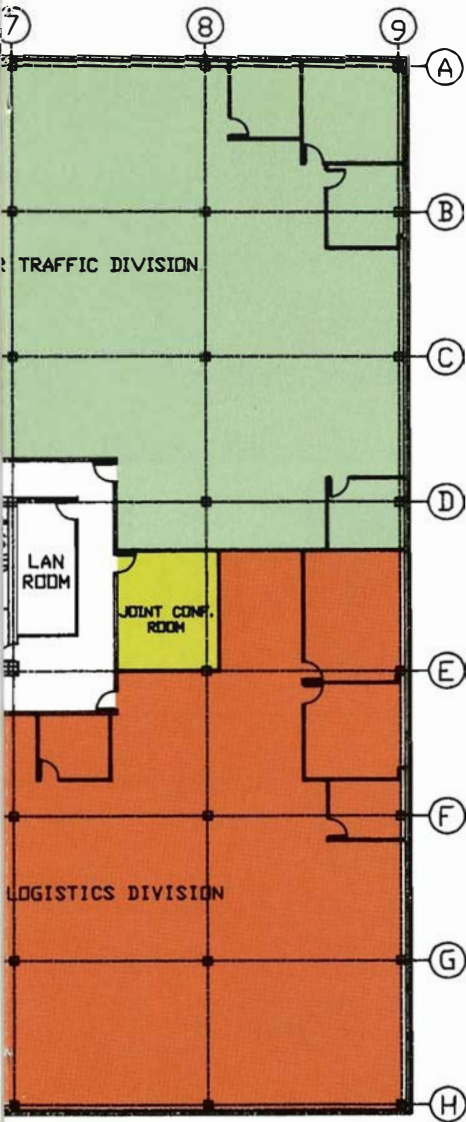 7 8 9
A
B
R TRAFFIC DIVISION
C
D
LAN
ROOM
JOINT CONF.
ROOM
E
F
LOGISTICS DIVISION
G
H